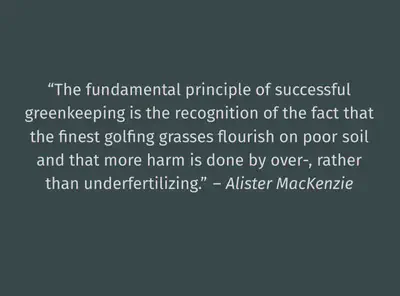 “The fundamental principle of successful
greenkeeping is the recognition of the fact that
the finest golfing grasses flourish on poor soil
and that more harm is done by over-, rather
than underfertilizing.” – Alister MacKenzie